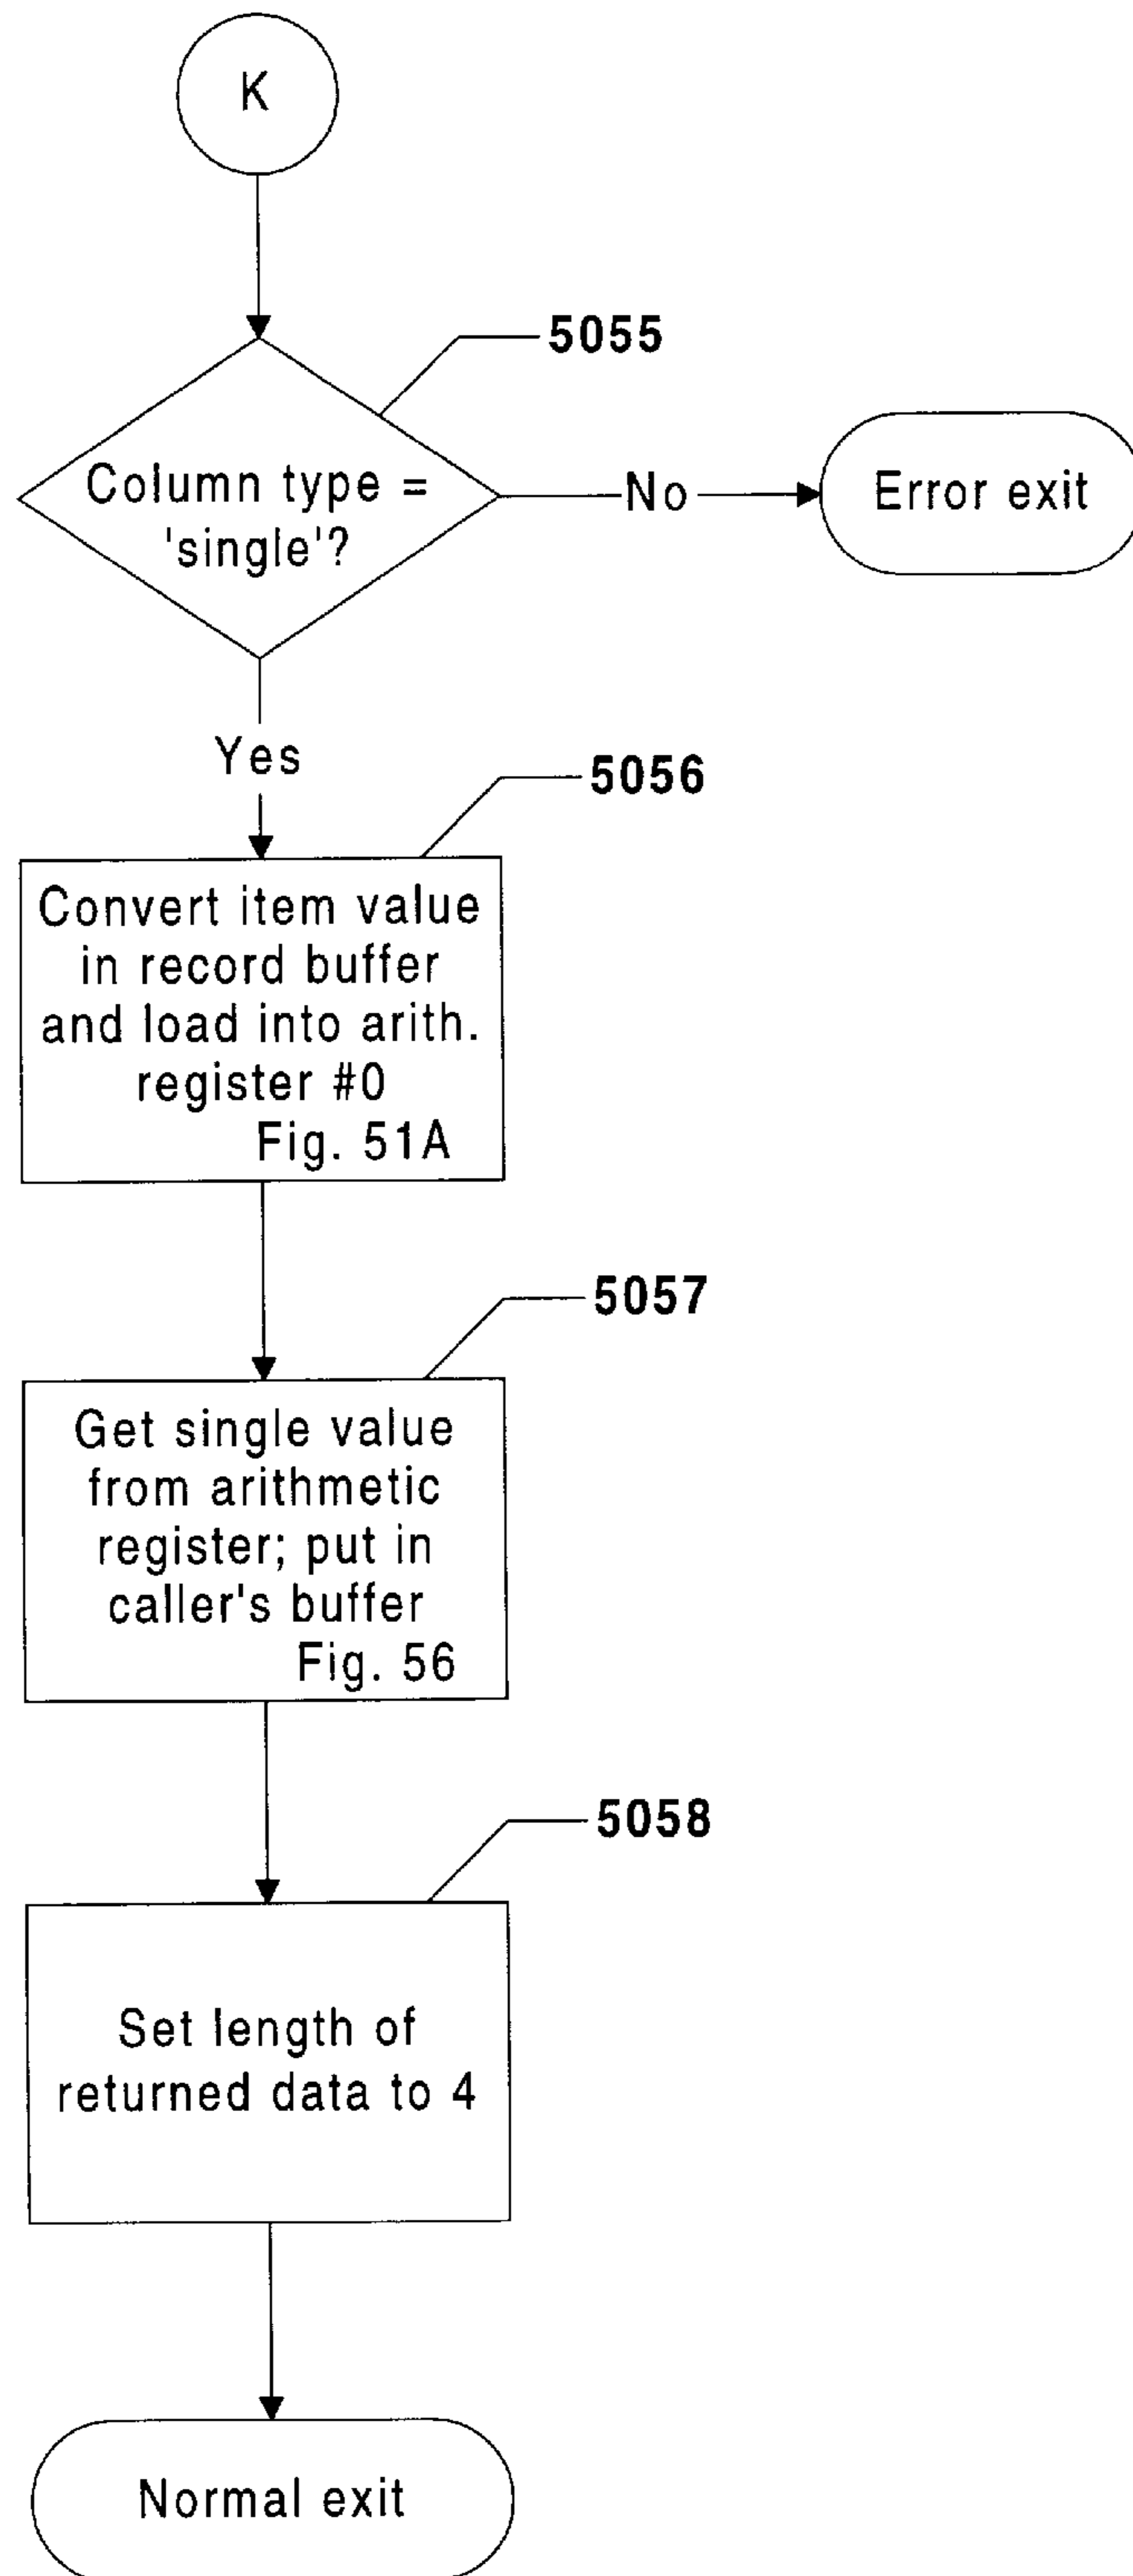 K
5055
Column type =
'single'?
No
Error exit
Yes
5056
Convert item value
in record buffer
and load into arith.
register #0
Fig. 51A
5057
Get single value
from arithmetic
register; put in
caller's buffer
Fig. 56
5058
Set length of
returned data to 4
Normal exit